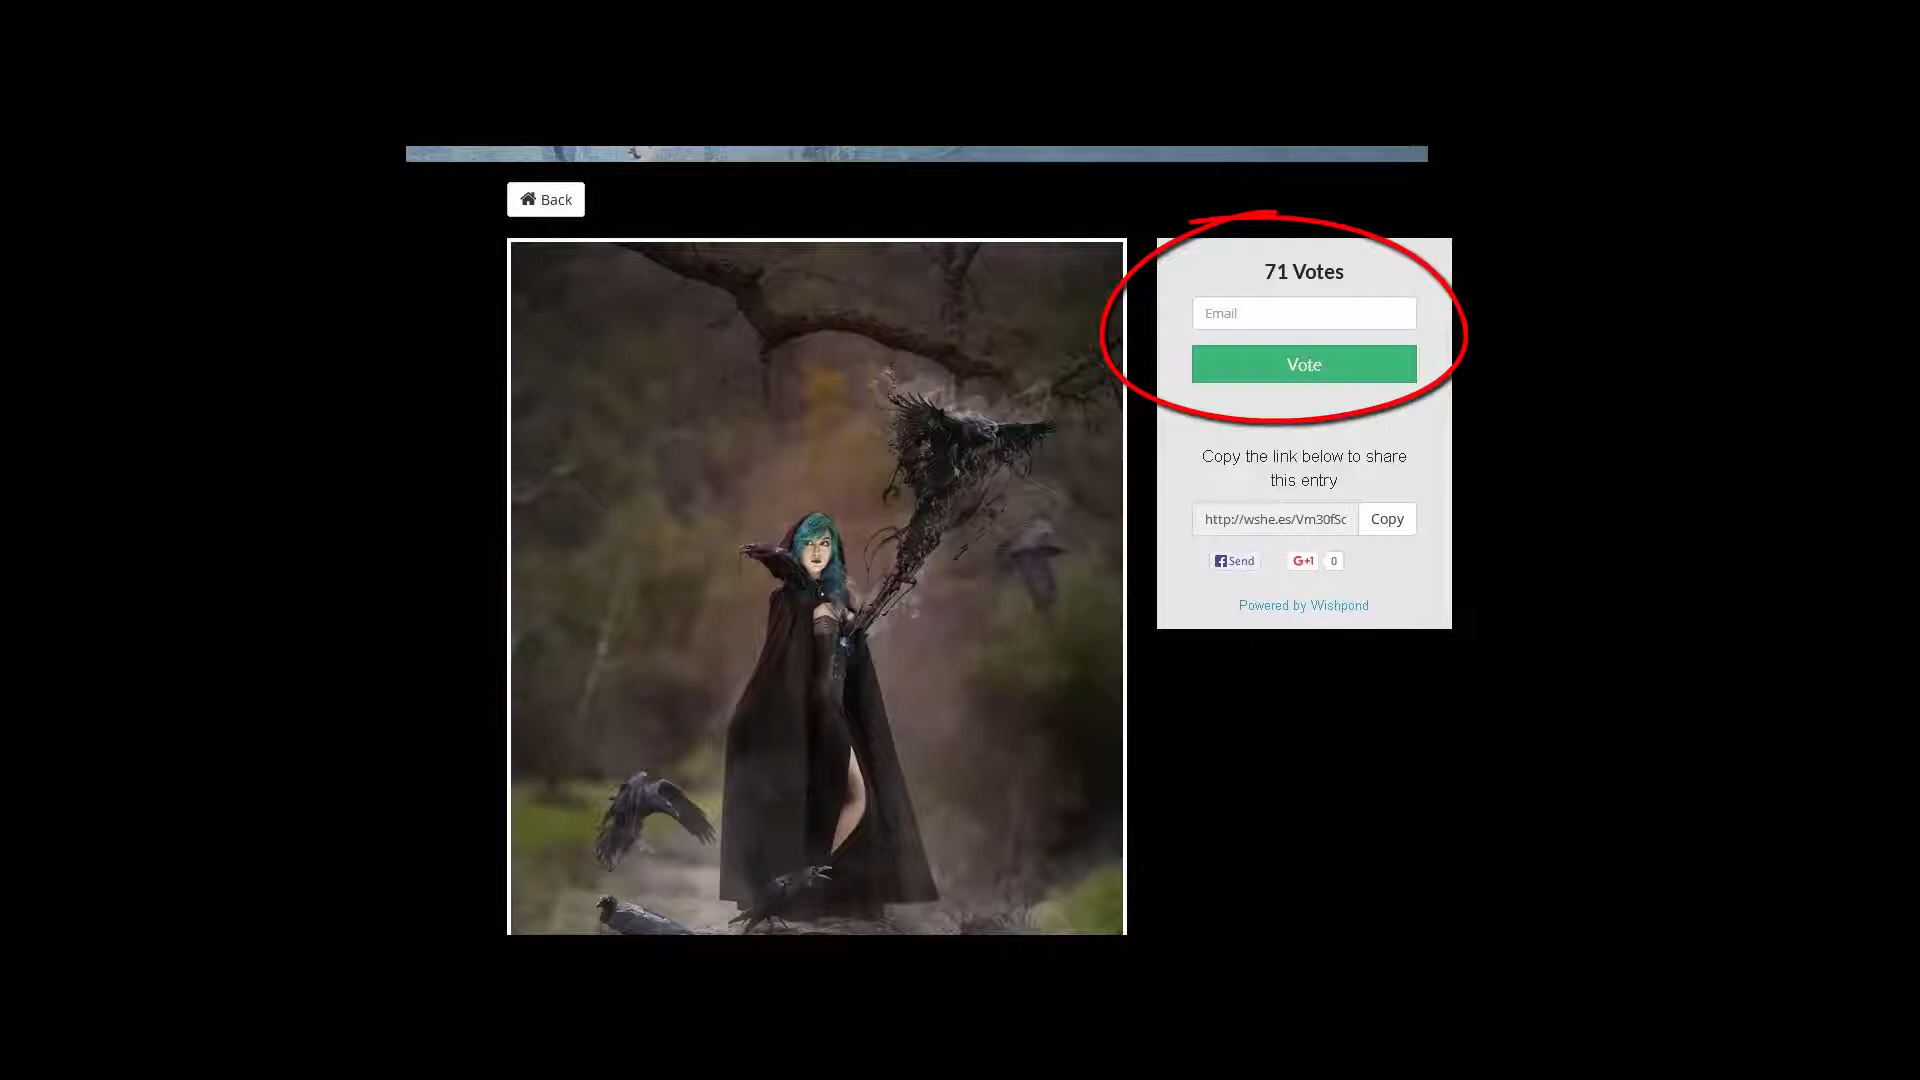 Back
71 Votes
Email
Vote
Copy the link below to share
this entry
http://wshe.es/Vm30fSc
Copy
Send
G+1
0
Powered by Wishpond